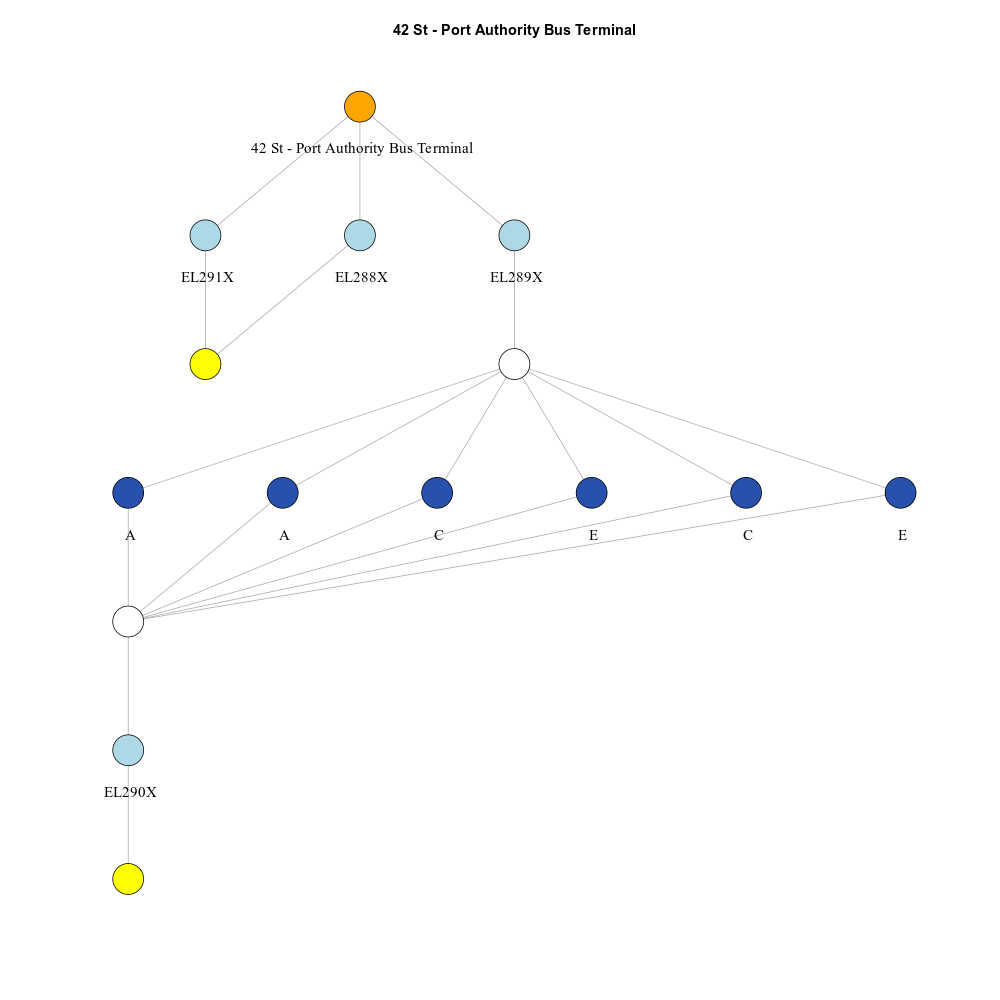 42 St - Port Authority Bus Terminal
42 St - Port Authority Bus Terminal
EL291X EL288X EL289X
A A C E C E
EL290X